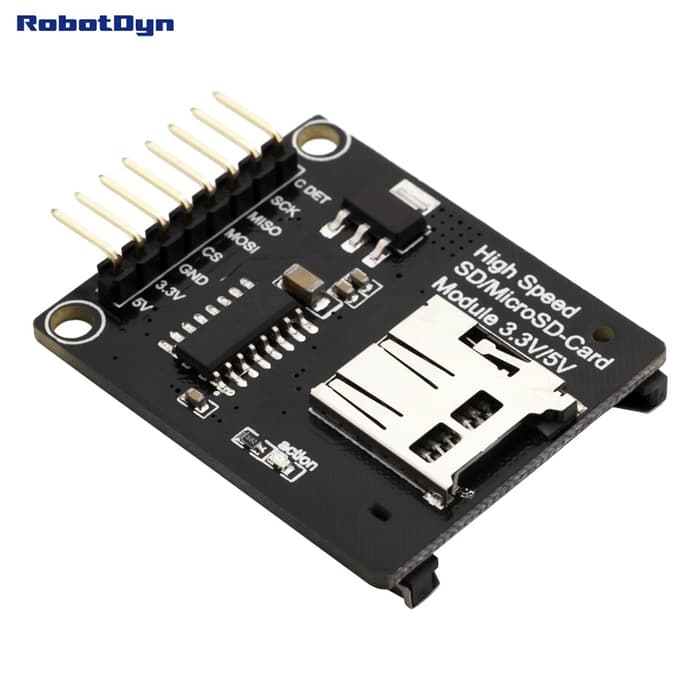 RobotDyn
C DET
SCK
MISO
MOSI
CS
GND
3.3V
5V
High Speed
SD/MicroSD-Card
Module 3.3V/5V
action